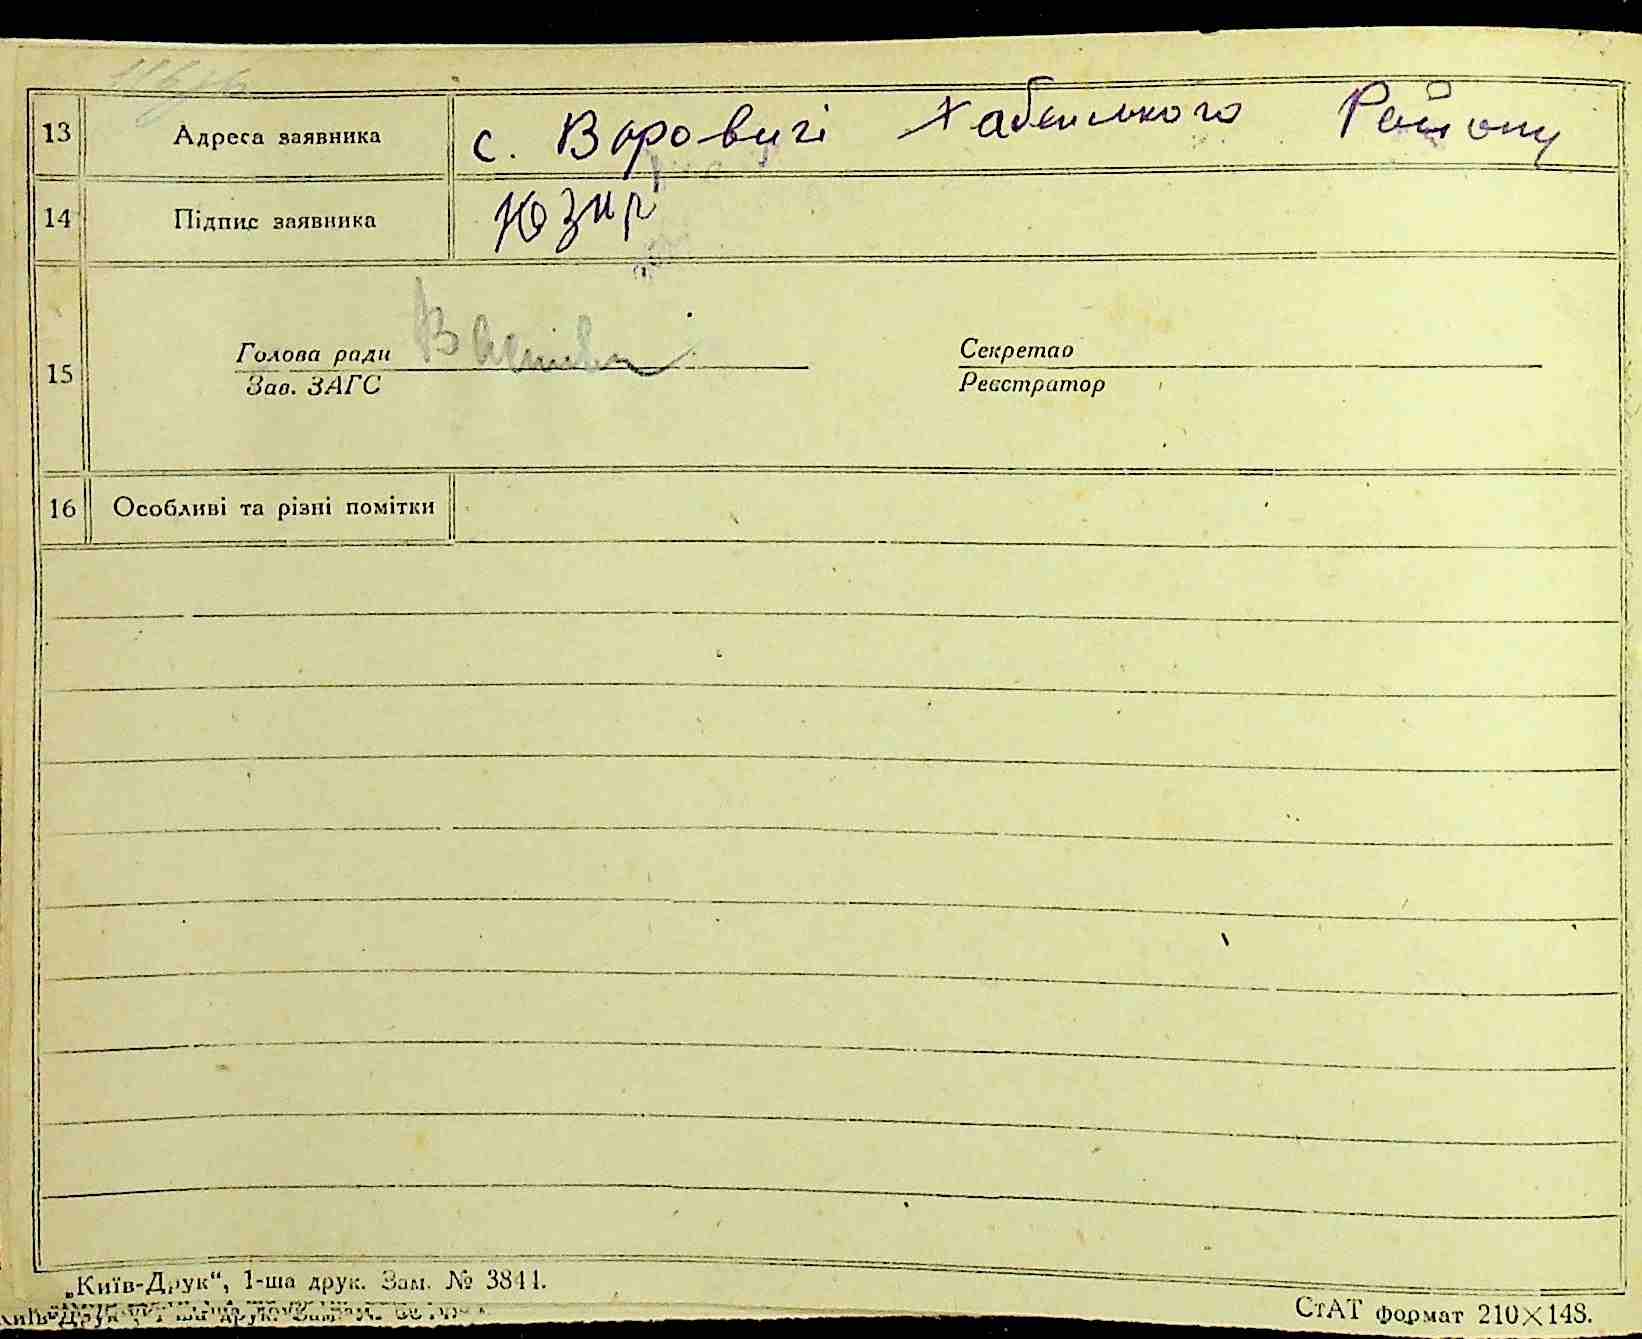 13 Адреса заявника с. Воровичі Хабенського Району
14 Підпис заявника Юзир
15 Голова ради
Зав. ЗАГС
Секретар
Реєстратор
16 Особливі та різні помітки
„Київ-Друк“, 1-ша друк. Зам. № 3841.
СтАТ формат 210×148.